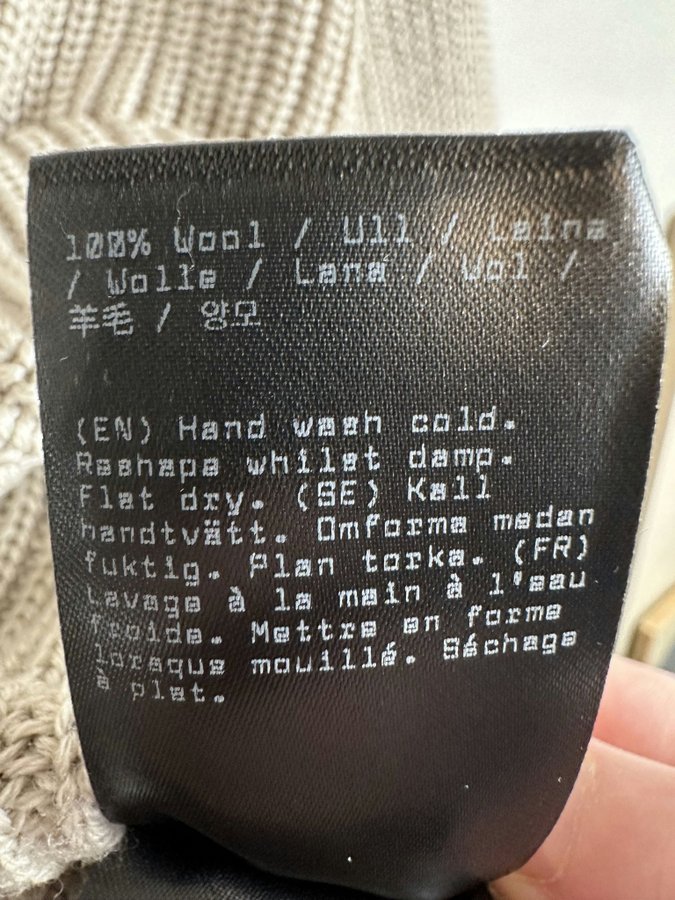 100% Wool / Ull / Laine
/ Wolle / Lana / Wol /
羊毛 / 양모
(EN) Hand wash cold.
Reshape whilst damp.
Flat dry. (SE) Kall
handtvätt. Omforma medan
fuktig. Plan torka. (FR)
Lavage à la main à l'eau
froide. Mettre en forme
lorsque mouillé. Séchage
à plat.